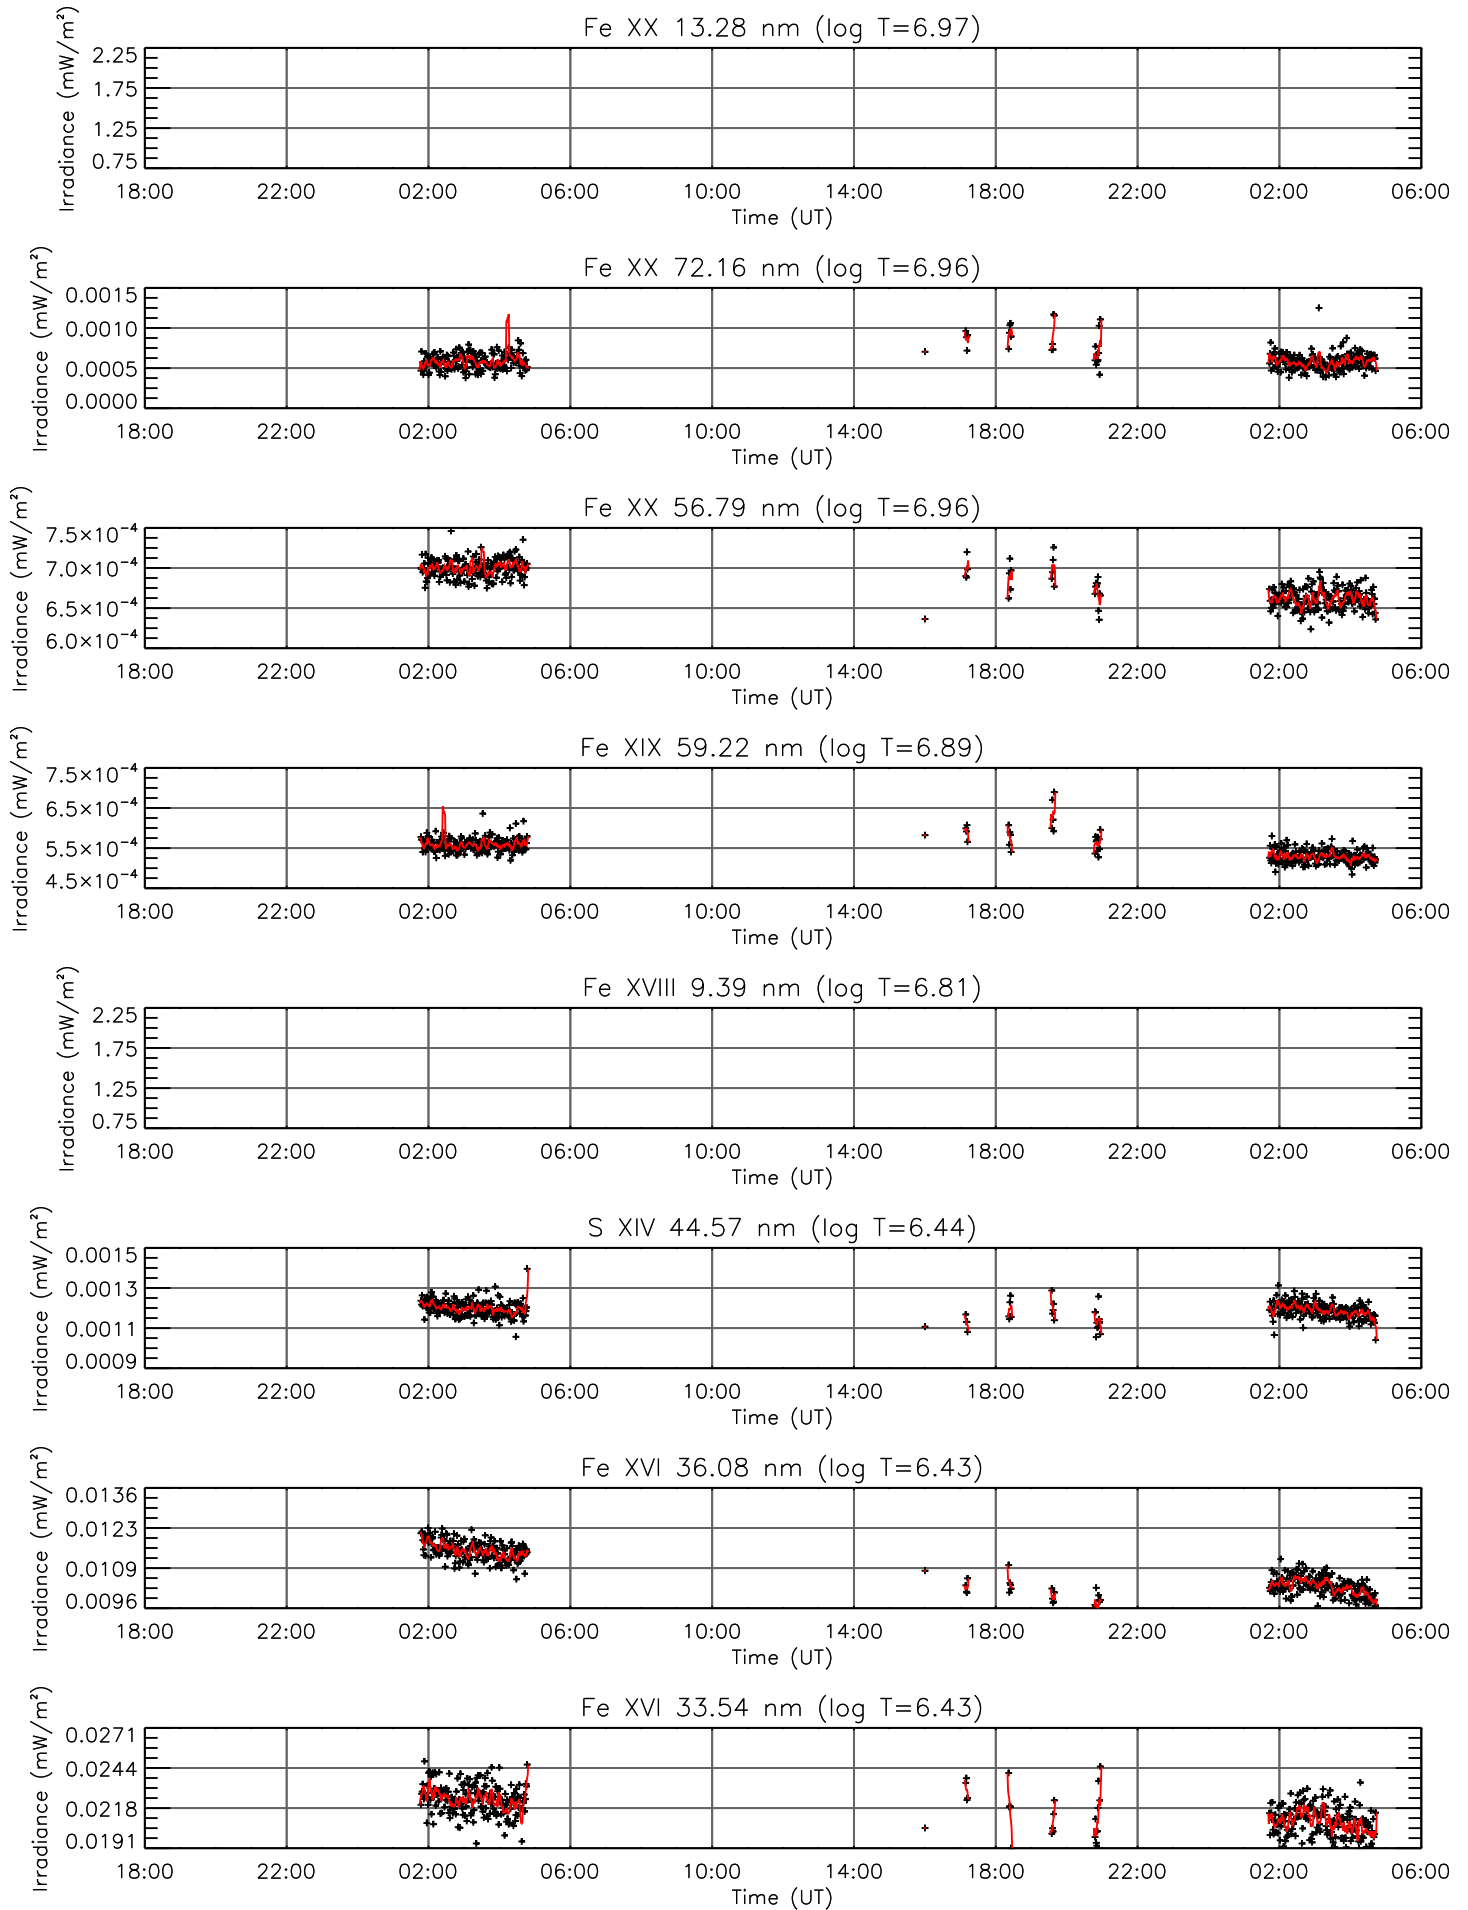 Fe XX 13.28 nm (log T=6.97)
Irradiance (mW/m²)
2.25
1.75
1.25
0.75
18:00 22:00 02:00 06:00 10:00 14:00 18:00 22:00 02:00 06:00
Time (UT)
Fe XX 72.16 nm (log T=6.96)
Irradiance (mW/m²)
0.0015
0.0010
0.0005
0.0000
18:00 22:00 02:00 06:00 10:00 14:00 18:00 22:00 02:00 06:00
Time (UT)
Fe XX 56.79 nm (log T=6.96)
Irradiance (mW/m²)
7.5×10⁻⁴
7.0×10⁻⁴
6.5×10⁻⁴
6.0×10⁻⁴
18:00 22:00 02:00 06:00 10:00 14:00 18:00 22:00 02:00 06:00
Time (UT)
Fe XIX 59.22 nm (log T=6.89)
Irradiance (mW/m²)
7.5×10⁻⁴
6.5×10⁻⁴
5.5×10⁻⁴
4.5×10⁻⁴
18:00 22:00 02:00 06:00 10:00 14:00 18:00 22:00 02:00 06:00
Time (UT)
Fe XVIII 9.39 nm (log T=6.81)
Irradiance (mW/m²)
2.25
1.75
1.25
0.75
18:00 22:00 02:00 06:00 10:00 14:00 18:00 22:00 02:00 06:00
Time (UT)
S XIV 44.57 nm (log T=6.44)
Irradiance (mW/m²)
0.0015
0.0013
0.0011
0.0009
18:00 22:00 02:00 06:00 10:00 14:00 18:00 22:00 02:00 06:00
Time (UT)
Fe XVI 36.08 nm (log T=6.43)
Irradiance (mW/m²)
0.0136
0.0123
0.0109
0.0096
18:00 22:00 02:00 06:00 10:00 14:00 18:00 22:00 02:00 06:00
Time (UT)
Fe XVI 33.54 nm (log T=6.43)
Irradiance (mW/m²)
0.0271
0.0244
0.0218
0.0191
18:00 22:00 02:00 06:00 10:00 14:00 18:00 22:00 02:00 06:00
Time (UT)